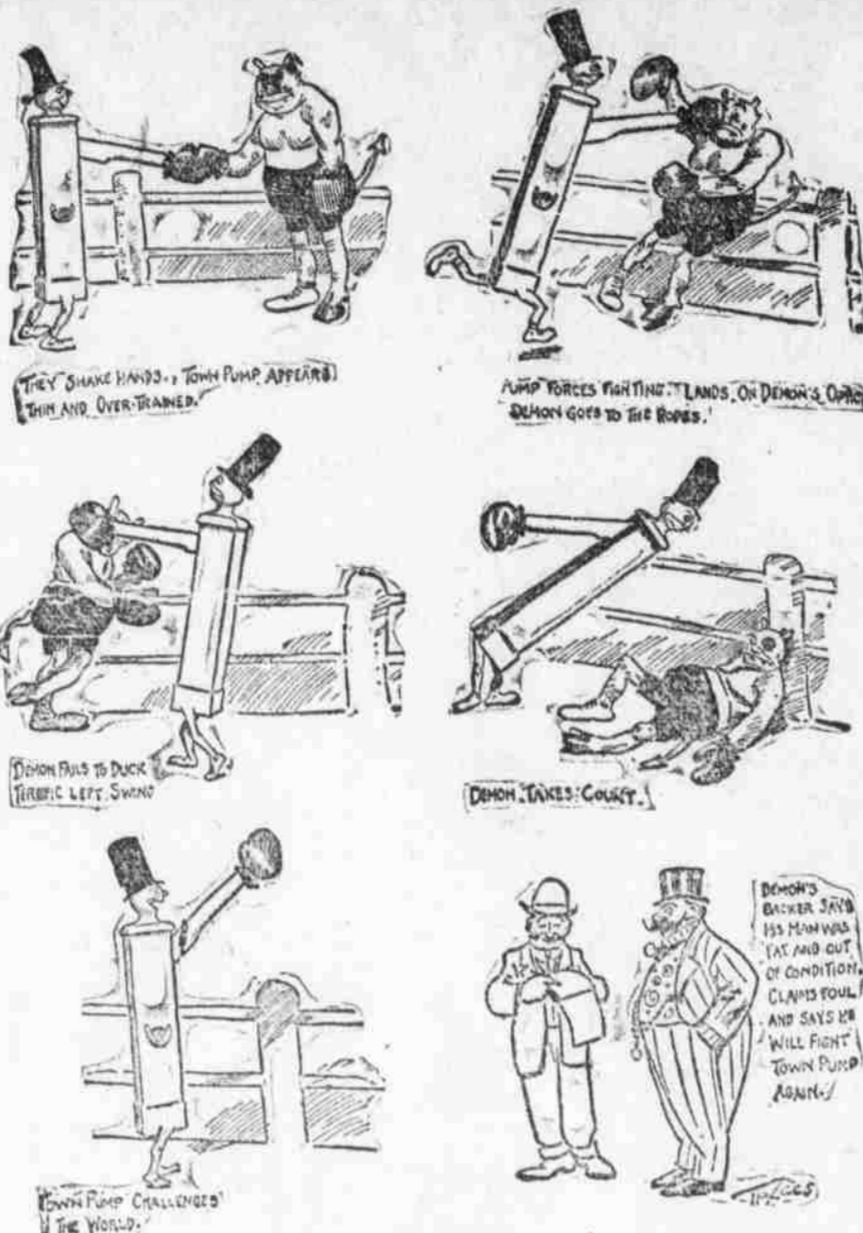 THEY SHAKE HANDS., TOWN PUMP APPEARS
THIN AND OVER-TRAINED.
PUMP FORCES FIGHTING. LANDS ON DEMON'S
DEMON GOES TO THE ROPES.
DEMON FAILS TO DUCK
TERRIFIC LEFT SWING
DEMON TAKES COUNT.
TOWN PUMP CHALLENGES
THE WORLD.
DEMON'S
BACKER SAYS
HIS MAN WAS
FAT AND OUT
OF CONDITION.
CLAIMS FOUL
AND SAYS HE
WILL FIGHT
TOWN PUMP
AGAIN.